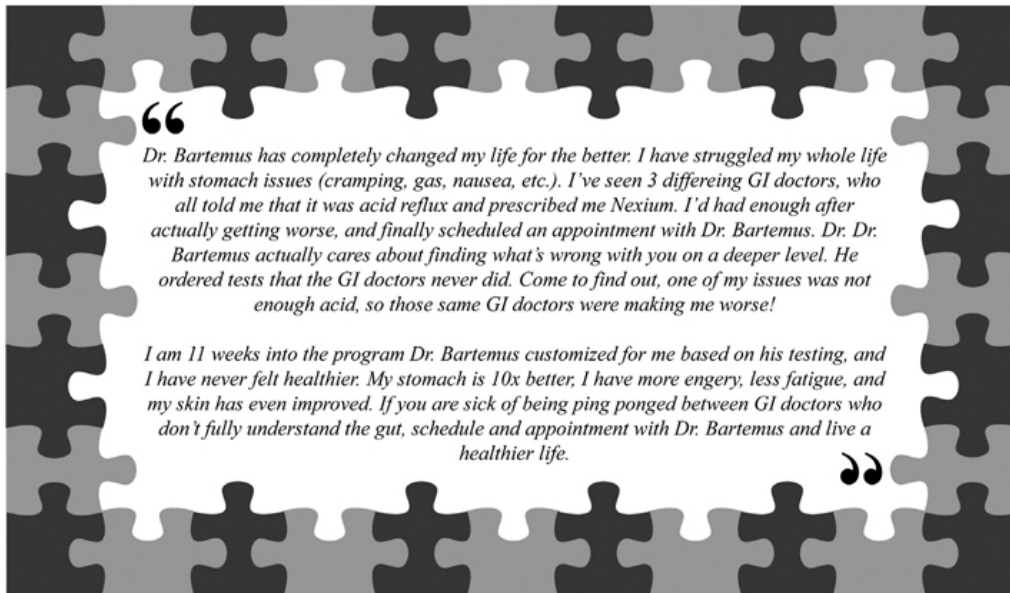 “
Dr. Bartemus has completely changed my life for the better. I have struggled my whole life
with stomach issues (cramping, gas, nausea, etc.). I’ve seen 3 differeing GI doctors, who
all told me that it was acid reflux and prescribed me Nexium. I’d had enough after
actually getting worse, and finally scheduled an appointment with Dr. Bartemus. Dr. Dr.
Bartemus actually cares about finding what’s wrong with you on a deeper level. He
ordered tests that the GI doctors never did. Come to find out, one of my issues was not
enough acid, so those same GI doctors were making me worse!
I am 11 weeks into the program Dr. Bartemus customized for me based on his testing, and
I have never felt healthier. My stomach is 10x better, I have more engery, less fatigue, and
my skin has even improved. If you are sick of being ping ponged between GI doctors who
don’t fully understand the gut, schedule and appointment with Dr. Bartemus and live a
healthier life.
”